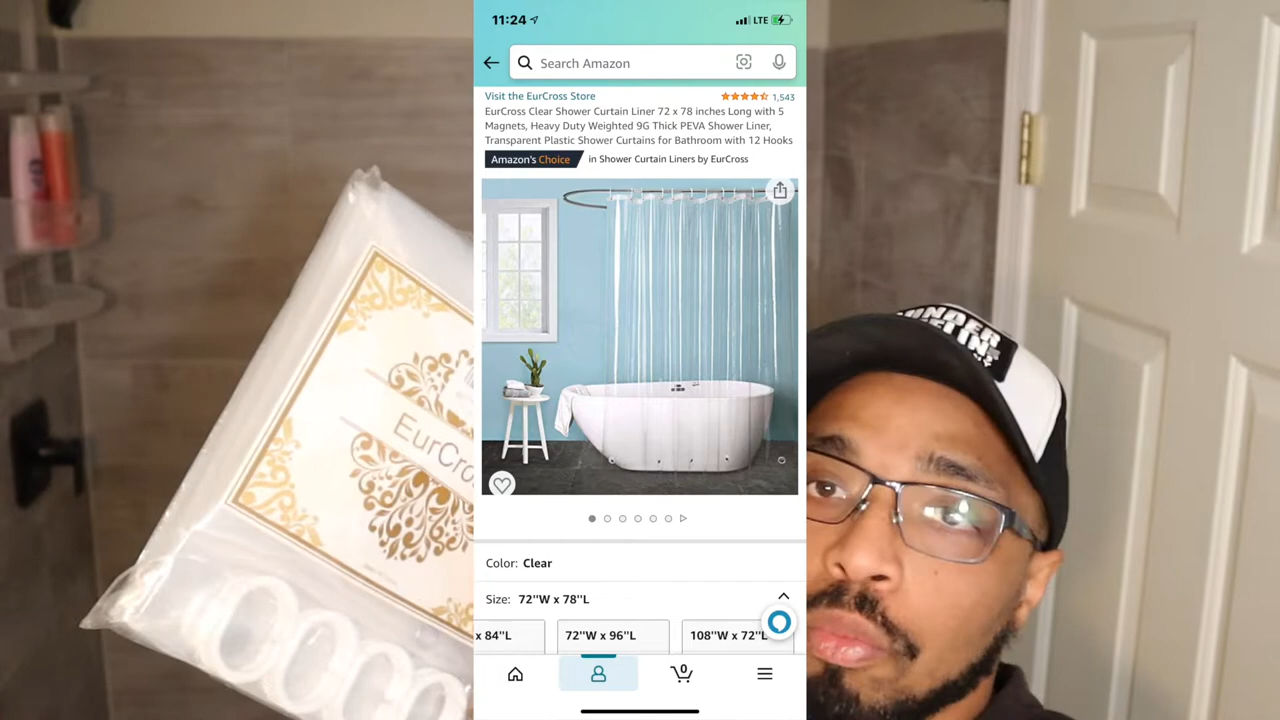 11:24
LTE
Search Amazon
Visit the EurCross Store
1,543
EurCross Clear Shower Curtain Liner 72 x 78 inches Long with 5
Magnets, Heavy Duty Weighted 9G Thick PEVA Shower Liner,
Transparent Plastic Shower Curtains for Bathroom with 12 Hooks
Amazon's Choice in Shower Curtain Liners by EurCross
Color: Clear
Size: 72''W x 78''L
x 84''L
72''W x 96''L
108''W x 72''L
0
EurCro